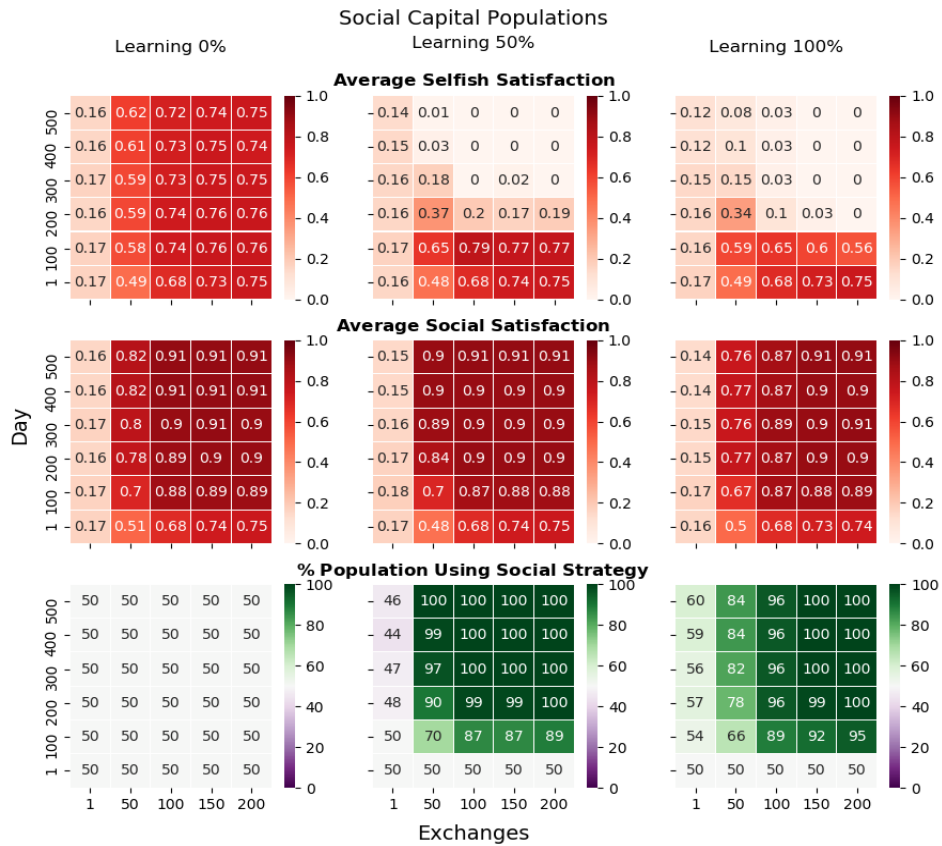 Social Capital Populations
Learning 0% Learning 50% Learning 100%
Average Selfish Satisfaction
500 0.16 0.62 0.72 0.74 0.75 1.0 0.14 0.01 0 0 0 1.0 0.12 0.08 0.03 0 0 1.0
400 0.16 0.61 0.73 0.75 0.74 0.8 0.15 0.03 0 0 0 0.8 0.12 0.1 0.03 0 0 0.8
300 0.17 0.59 0.73 0.75 0.75 0.6 0.16 0.18 0 0.02 0 0.6 0.15 0.15 0.03 0 0 0.6
200 0.16 0.59 0.74 0.76 0.76 0.4 0.16 0.37 0.2 0.17 0.19 0.4 0.16 0.34 0.1 0.03 0 0.4
100 0.17 0.58 0.74 0.76 0.76 0.2 0.17 0.65 0.79 0.77 0.77 0.2 0.16 0.59 0.65 0.6 0.56 0.2
1 0.17 0.49 0.68 0.73 0.75 0.0 0.16 0.48 0.68 0.74 0.75 0.0 0.17 0.49 0.68 0.73 0.75 0.0
Average Social Satisfaction
500 0.16 0.82 0.91 0.91 0.91 1.0 0.15 0.9 0.91 0.91 0.91 1.0 0.14 0.76 0.87 0.91 0.91 1.0
400 0.16 0.82 0.91 0.91 0.91 0.8 0.15 0.9 0.9 0.9 0.9 0.8 0.14 0.77 0.87 0.9 0.9 0.8
300 0.17 0.8 0.9 0.91 0.9 0.6 0.16 0.89 0.9 0.9 0.9 0.6 0.15 0.76 0.89 0.9 0.91 0.6
200 0.16 0.78 0.89 0.9 0.9 0.4 0.17 0.84 0.9 0.9 0.9 0.4 0.15 0.77 0.87 0.9 0.9 0.4
100 0.17 0.7 0.88 0.89 0.89 0.2 0.18 0.7 0.87 0.88 0.88 0.2 0.14 0.67 0.87 0.88 0.89 0.2
1 0.17 0.51 0.68 0.74 0.75 0.0 0.17 0.48 0.68 0.74 0.75 0.0 0.16 0.5 0.68 0.73 0.74 0.0
Day
% Population Using Social Strategy
500 50 50 50 50 50 100 46 100 100 100 100 100 60 84 96 100 100 100
400 50 50 50 50 50 80 44 99 100 100 100 80 59 84 96 100 100 80
300 50 50 50 50 50 60 47 97 100 100 100 60 56 82 96 100 100 60
200 50 50 50 50 50 40 48 90 99 99 100 40 57 78 96 99 100 40
100 50 50 50 50 50 20 50 70 87 87 89 20 54 66 89 92 95 20
1 50 50 50 50 50 0 50 50 50 50 50 0 50 50 50 50 50 0
1 50 100 150 200 1 50 100 150 200 1 50 100 150 200
Exchanges